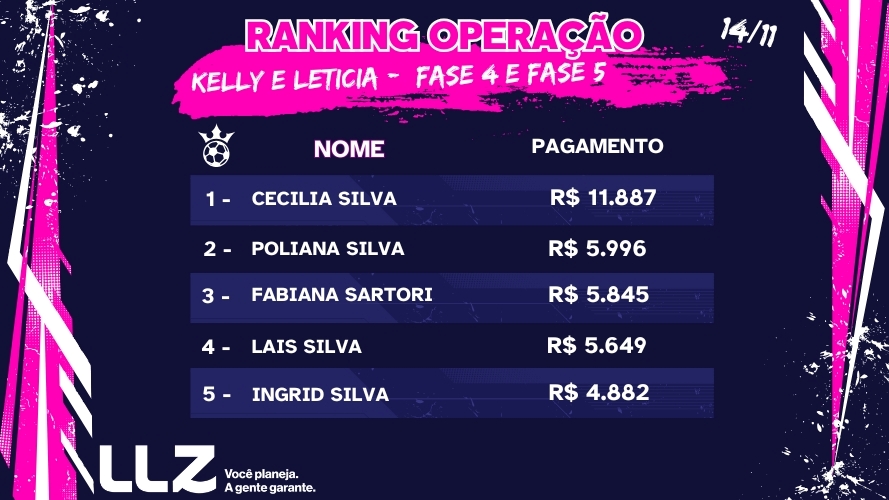 RANKING OPERAÇÃO
14/11
KELLY E LETICIA - FASE 4 E FASE 5
NOME PAGAMENTO
1 - CECILIA SILVA R$ 11.887
2 - POLIANA SILVA R$ 5.996
3 - FABIANA SARTORI R$ 5.845
4 - LAIS SILVA R$ 5.649
5 - INGRID SILVA R$ 4.882
LLZ
Você planeja.
A gente garante.